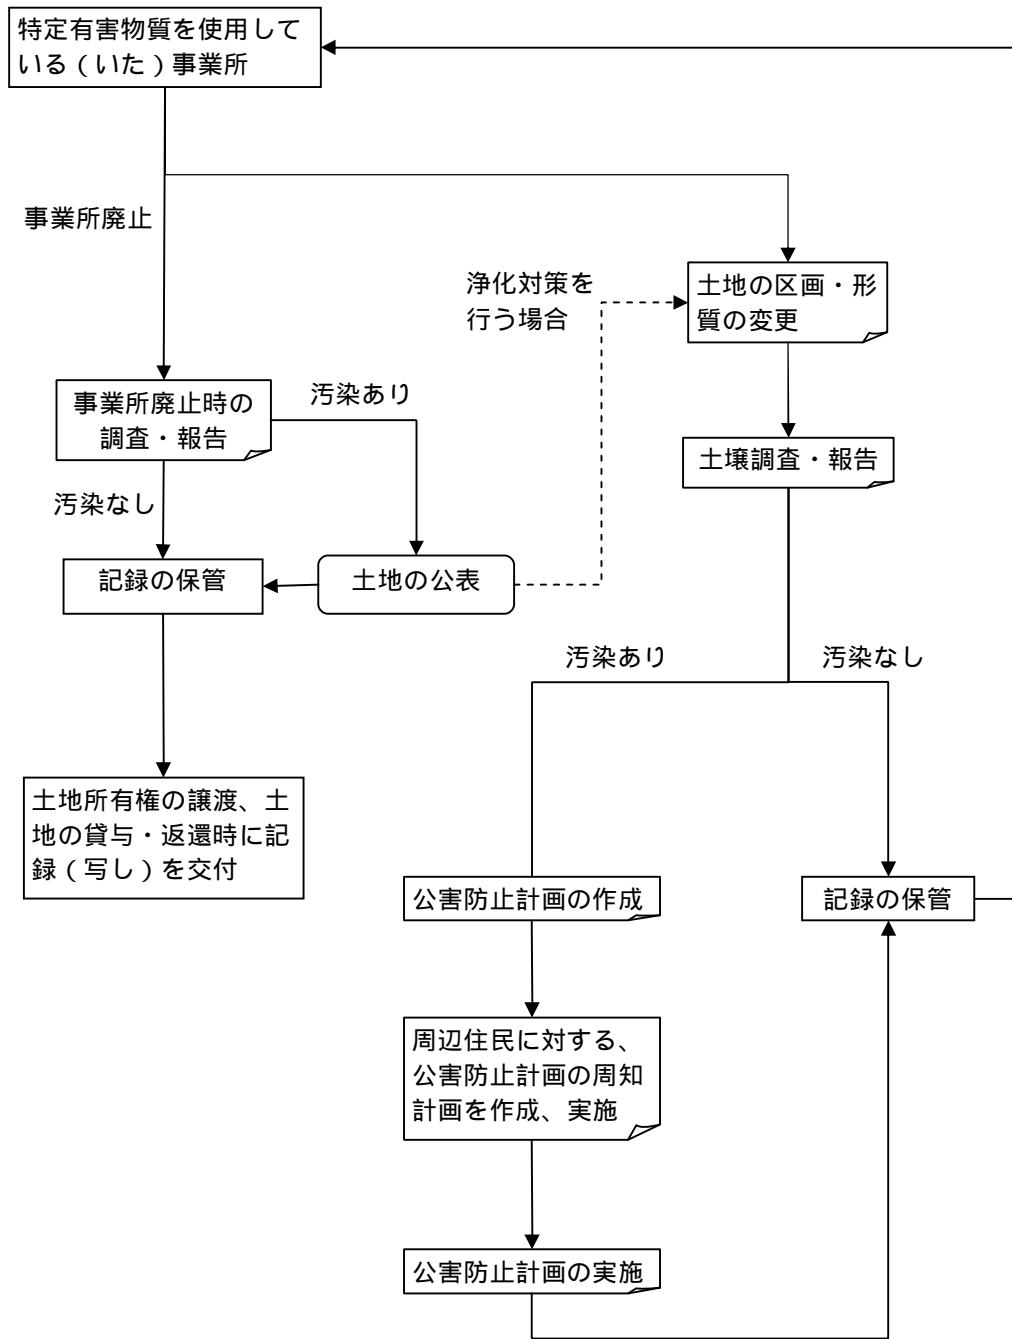 特定有害物質を使用して
いる（いた）事業所
事業所廃止
浄化対策を
行う場合
土地の区画・形
質の変更
事業所廃止時の
調査・報告
汚染あり
土壌調査・報告
汚染なし
記録の保管
土地の公表
汚染あり
汚染なし
土地所有権の譲渡、土
地の貸与・返還時に記
録（写し）を交付
公害防止計画の作成
記録の保管
周辺住民に対する、
公害防止計画の周知
計画を作成、実施
公害防止計画の実施